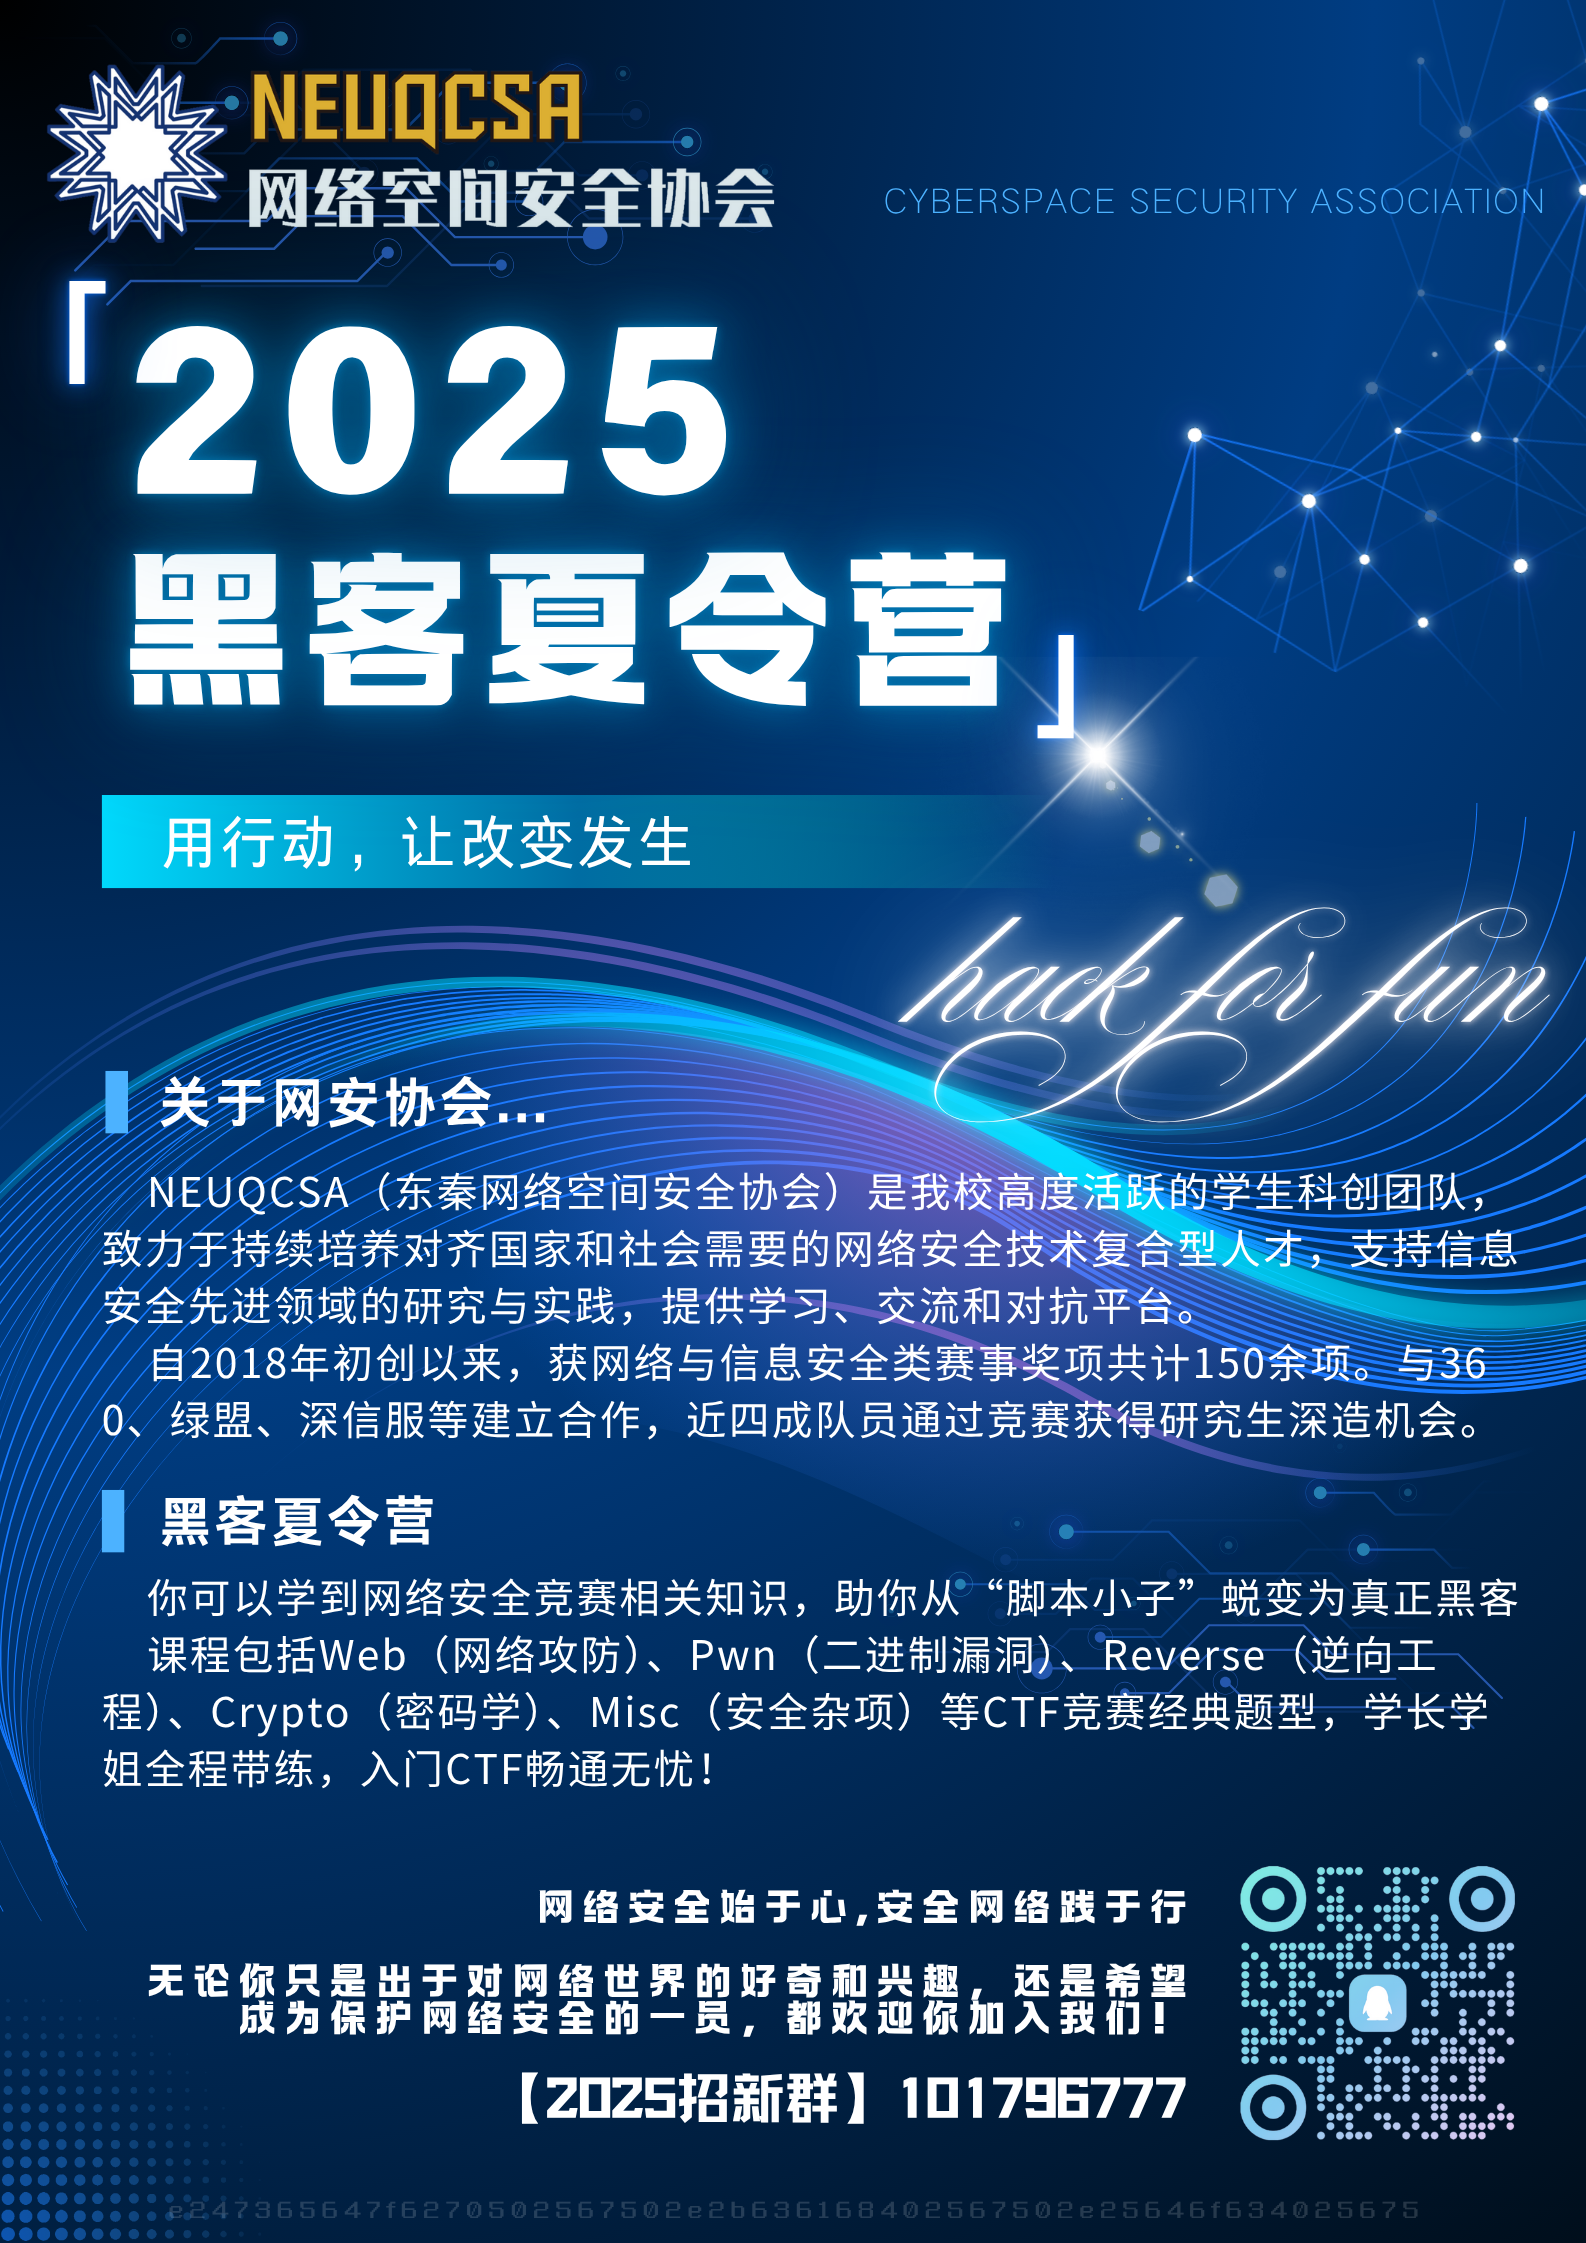 NEUQCSA
网络空间安全协会
CYBERSPACE SECURITY ASSOCIATION
「2025
黑客夏令营」
用行动，让改变发生
hack for fun
关于网安协会...
NEUQCSA（东秦网络空间安全协会）是我校高度活跃的学生科创团队，
致力于持续培养对齐国家和社会需要的网络安全技术复合型人才，支持信息
安全先进领域的研究与实践，提供学习、交流和对抗平台。
自2018年初创以来，获网络与信息安全类赛事奖项共计150余项。与36
0、绿盟、深信服等建立合作，近四成队员通过竞赛获得研究生深造机会。
黑客夏令营
你可以学到网络安全竞赛相关知识，助你从“脚本小子”蜕变为真正黑客
课程包括Web（网络攻防）、Pwn（二进制漏洞）、Reverse（逆向工
程）、Crypto（密码学）、Misc（安全杂项）等CTF竞赛经典题型，学长学
姐全程带练，入门CTF畅通无忧！
网络安全始于心,安全网络践于行
无论你只是出于对网络世界的好奇和兴趣，还是希望
成为保护网络安全的一员，都欢迎你加入我们！
【2025招新群】101796777
e247365647f6270502567502e2b636168402567502e25646f634025675